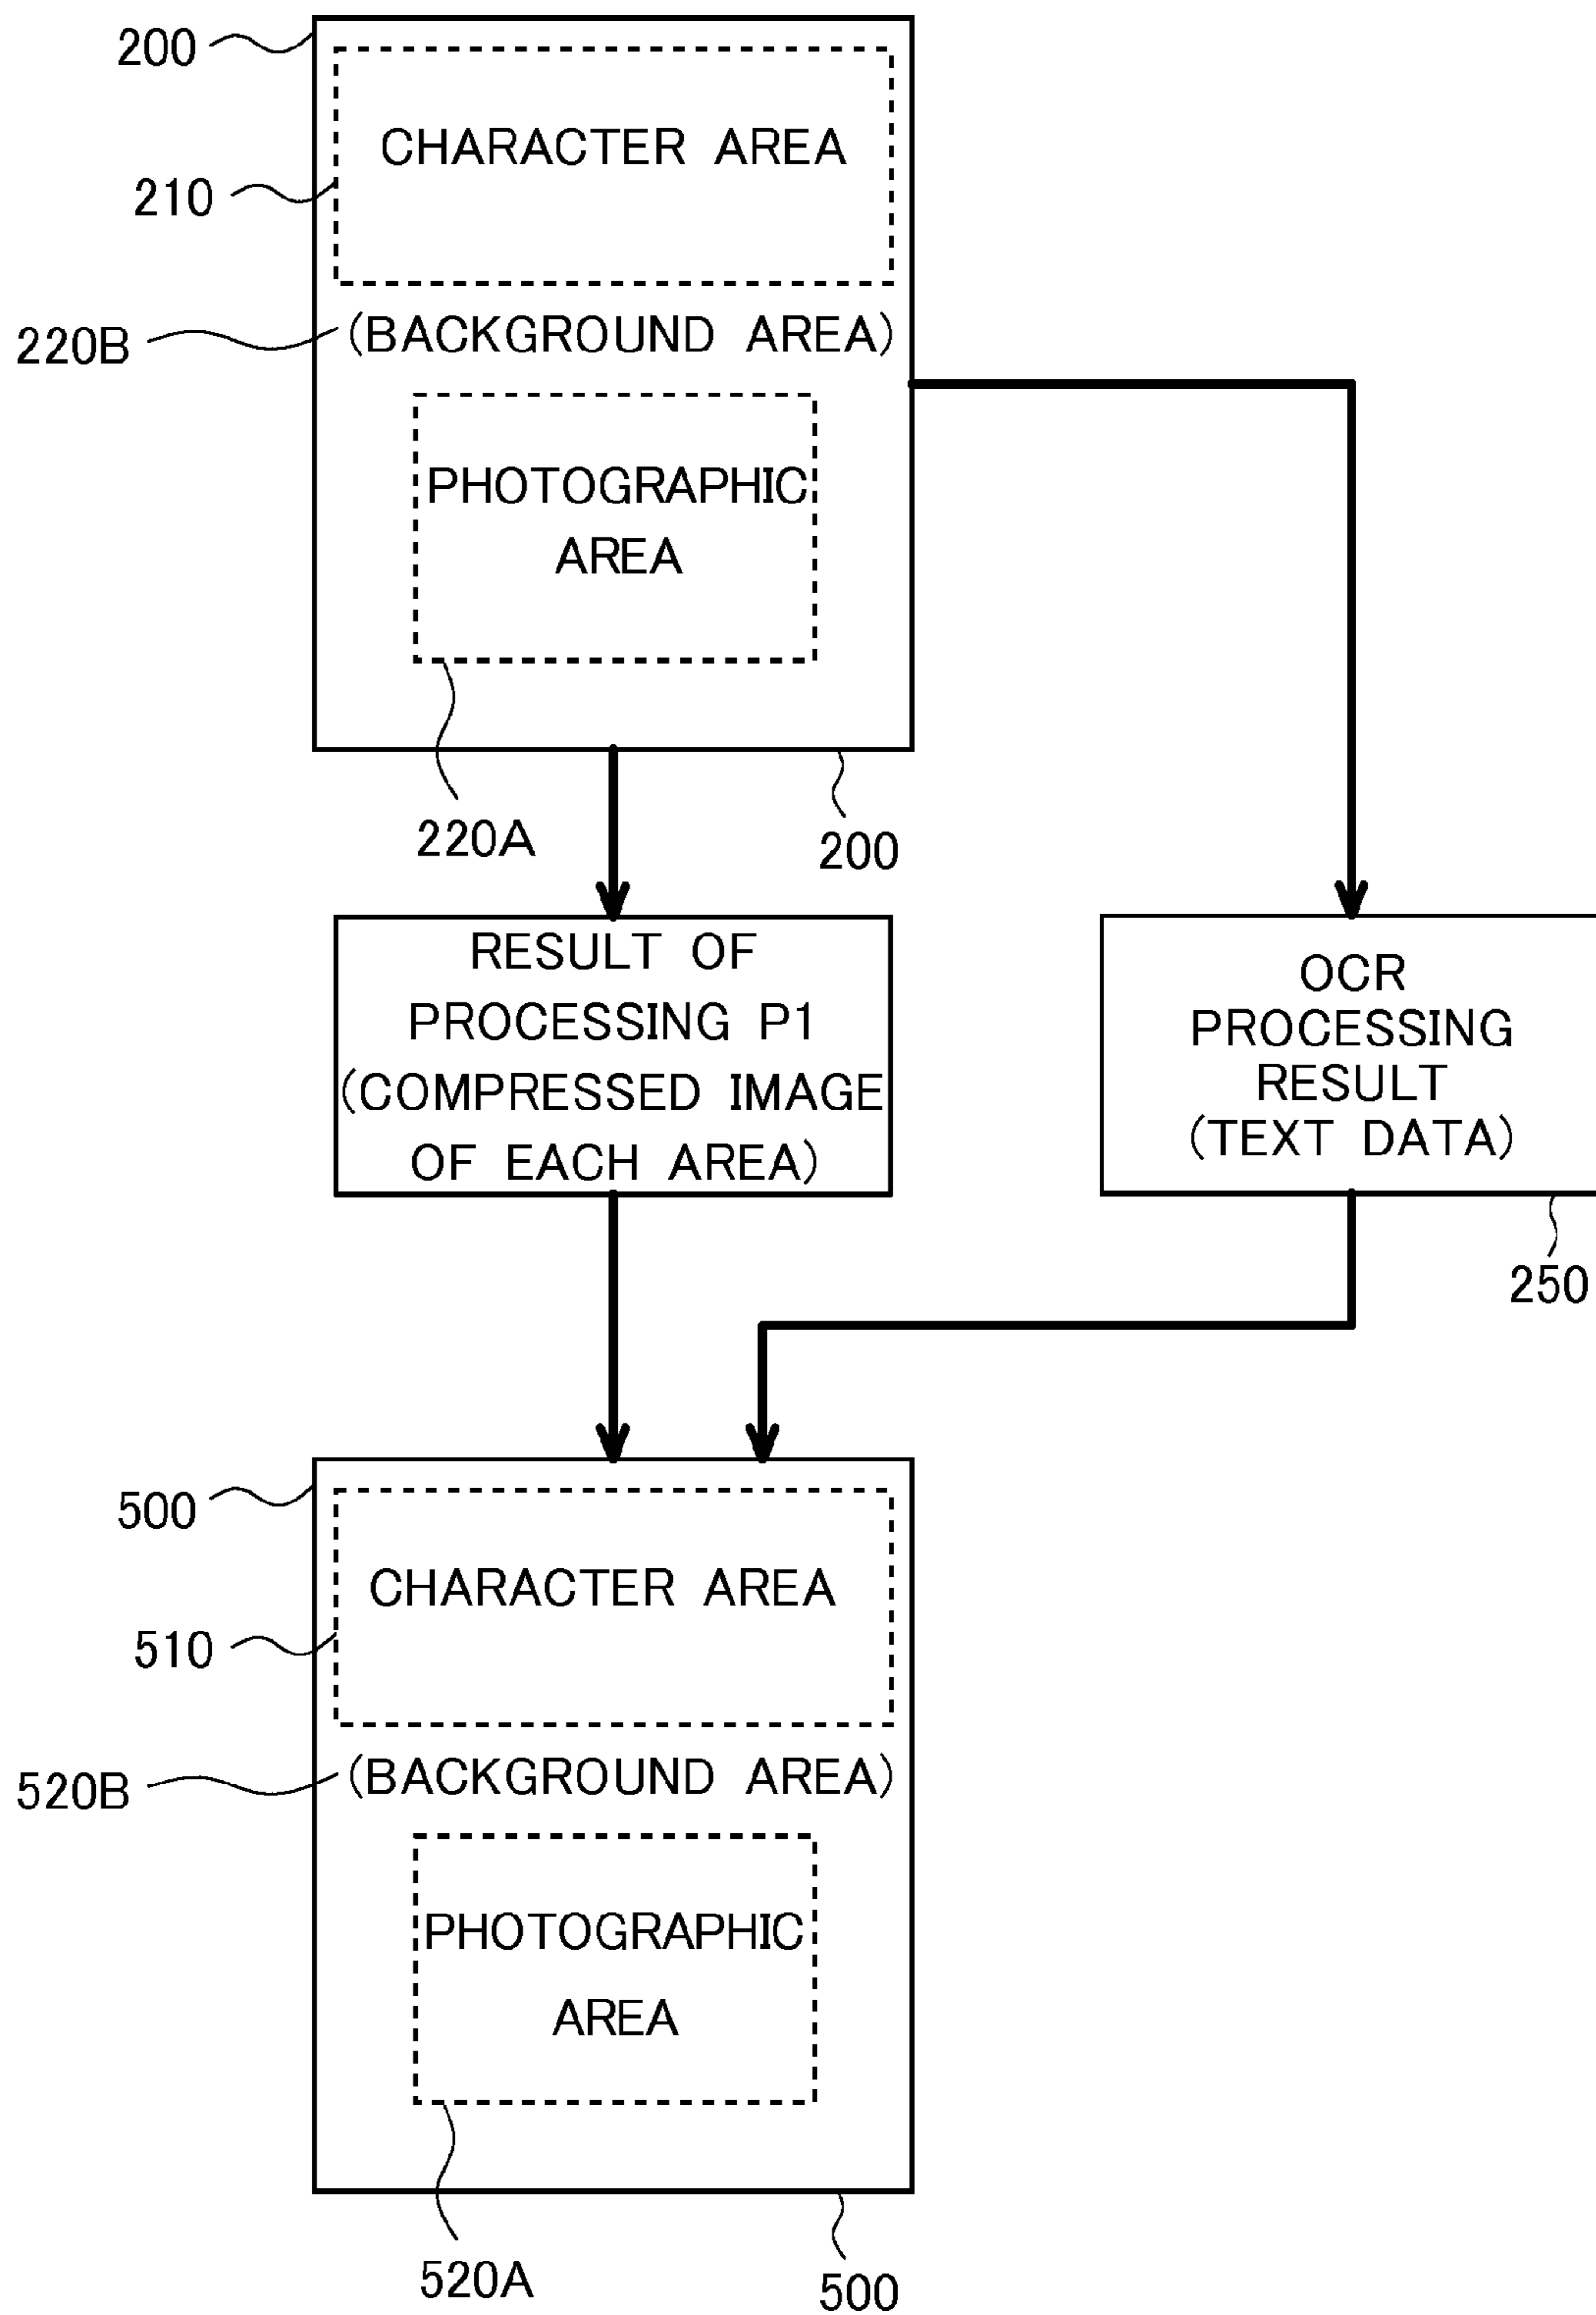 200
CHARACTER AREA
210
220B
(BACKGROUND AREA)
PHOTOGRAPHIC
AREA
220A
200
RESULT OF
PROCESSING P1
(COMPRESSED IMAGE
OF EACH AREA)
OCR
PROCESSING
RESULT
(TEXT DATA)
250
500
CHARACTER AREA
510
520B
(BACKGROUND AREA)
PHOTOGRAPHIC
AREA
520A
500